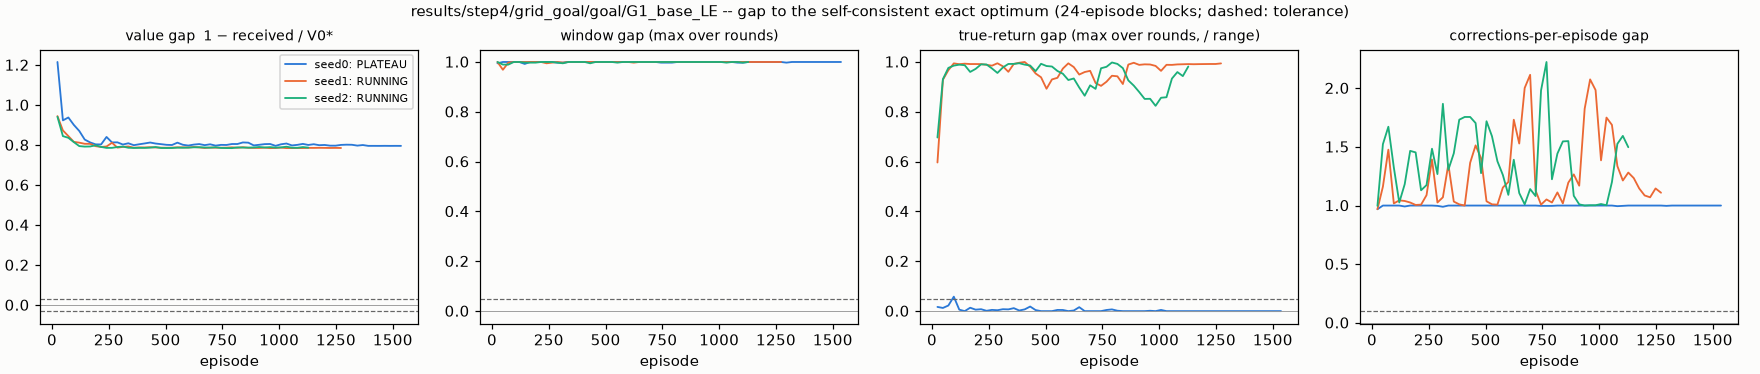 results/step4/grid_goal/goal/G1_base_LE -- gap to the self-consistent exact optimum (24-episode blocks; dashed: tolerance)
value gap 1 − received / V0*
1.2
1.0
0.8
0.6
0.4
0.2
0.0
seed0: PLATEAU
seed1: RUNNING
seed2: RUNNING
0 250 500 750 1000 1250 1500
episode
window gap (max over rounds)
1.0
0.8
0.6
0.4
0.2
0.0
0 250 500 750 1000 1250 1500
episode
true-return gap (max over rounds, / range)
1.0
0.8
0.6
0.4
0.2
0.0
0 250 500 750 1000 1250 1500
episode
corrections-per-episode gap
2.0
1.5
1.0
0.5
0.0
0 250 500 750 1000 1250 1500
episode